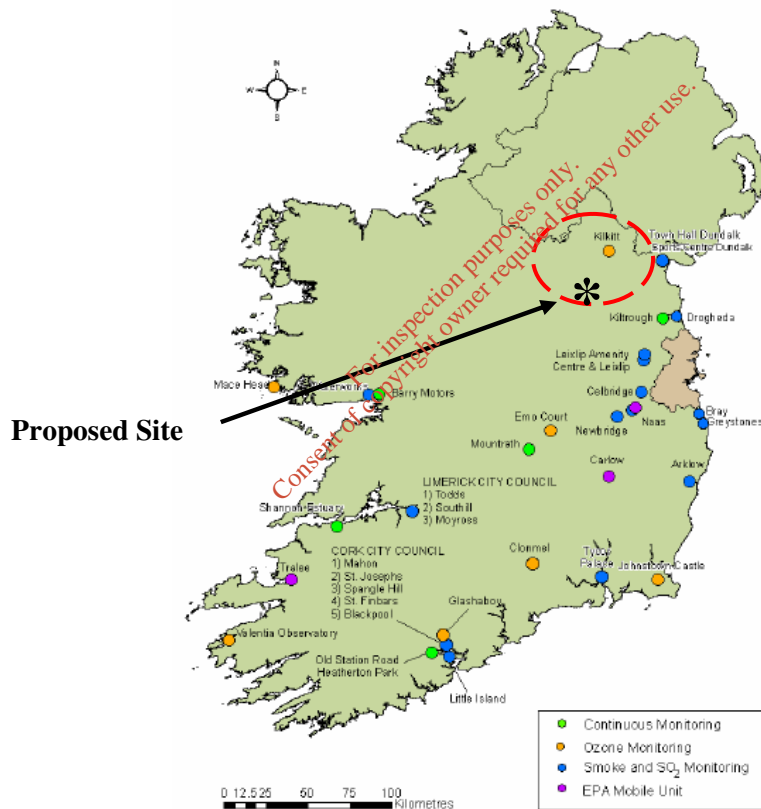 N
W E
S
For inspection purposes only.
Consent of copyright owner required for any other use.
Kilkitt
Town Hall Dundalk
Sports Centre Dundalk
Kiltrough
Drogheda
Leixlip Amenity
Centre & Leixlip
Mace Head
Barry Motors
Celbridge
Proposed Site
Emo Court
Naas
Bray
Newbridge
Greystones
Mountrath
Carlow
Arklow
LIMERICK CITY COUNCIL
1) Todds
2) Southill
3) Moyross
Shannon Estuary
CORK CITY COUNCIL
1) Mahon
2) St. Josephs
3) Spangle Hill
4) St. Finbars
5) Blackpool
Clonmel
Tycor
Palace
Johnstown Castle
Tralee
Glashaboy
Valentia Observatory
Old Station Road
Heatherton Park
Little Island
Continuous Monitoring
Ozone Monitoring
Smoke and SO2 Monitoring
EPA Mobile Unit
0 12.5 25 50 75 100
Kilometres